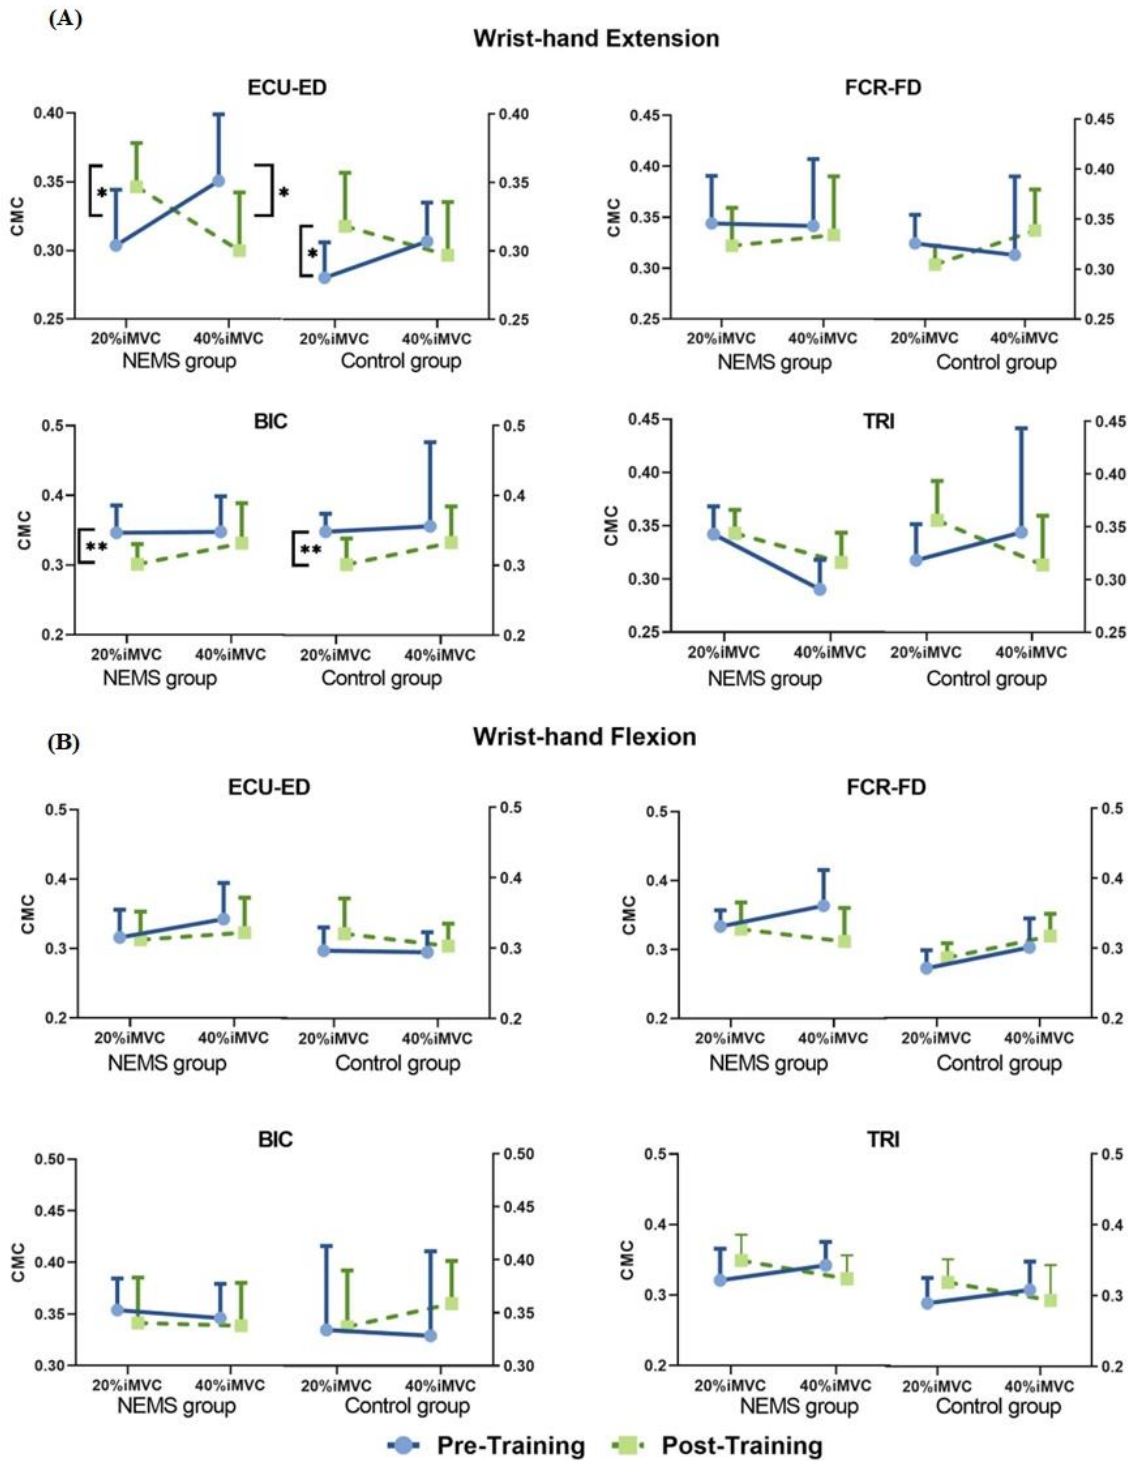 (A)
Wrist-hand Extension
ECU-ED
FCR-FD
0.40 0.40
0.35 0.35
0.30 0.30
0.25 0.25
CMC
* * *
20%iMVC 40%iMVC 20%iMVC 40%iMVC
NEMS group Control group
0.45 0.45
0.40 0.40
0.35 0.35
0.30 0.30
0.25 0.25
CMC
20%iMVC 40%iMVC 20%iMVC 40%iMVC
NEMS group Control group
BIC
TRI
0.5 0.5
0.4 0.4
0.3 0.3
0.2 0.2
CMC
** **
20%iMVC 40%iMVC 20%iMVC 40%iMVC
NEMS group Control group
0.45 0.45
0.40 0.40
0.35 0.35
0.30 0.30
0.25 0.25
CMC
20%iMVC 40%iMVC 20%iMVC 40%iMVC
NEMS group Control group
(B)
Wrist-hand Flexion
ECU-ED
FCR-FD
0.5 0.5
0.4 0.4
0.3 0.3
0.2 0.2
CMC
20%iMVC 40%iMVC 20%iMVC 40%iMVC
NEMS group Control group
0.5 0.5
0.4 0.4
0.3 0.3
0.2 0.2
CMC
20%iMVC 40%iMVC 20%iMVC 40%iMVC
NEMS group Control group
BIC
TRI
0.50 0.50
0.45 0.45
0.40 0.40
0.35 0.35
0.30 0.30
CMC
20%iMVC 40%iMVC 20%iMVC 40%iMVC
NEMS group Control group
0.5 0.5
0.4 0.4
0.3 0.3
0.2 0.2
CMC
20%iMVC 40%iMVC 20%iMVC 40%iMVC
NEMS group Control group
Pre-Training Post-Training